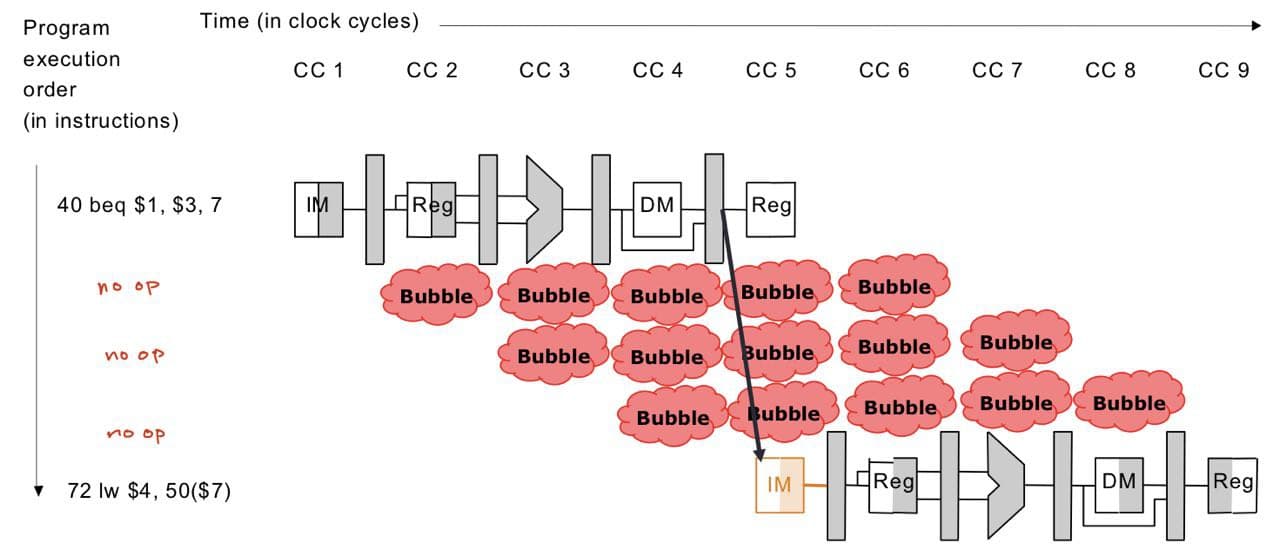 Program
execution
order
(in instructions)
Time (in clock cycles)
CC 1 CC 2 CC 3 CC 4 CC 5 CC 6 CC 7 CC 8 CC 9
40 beq $1, $3, 7 IM Reg DM Reg
no op Bubble Bubble Bubble Bubble Bubble
no op Bubble Bubble Bubble Bubble Bubble
no op Bubble Bubble Bubble Bubble Bubble
72 lw $4, 50($7) IM Reg DM Reg